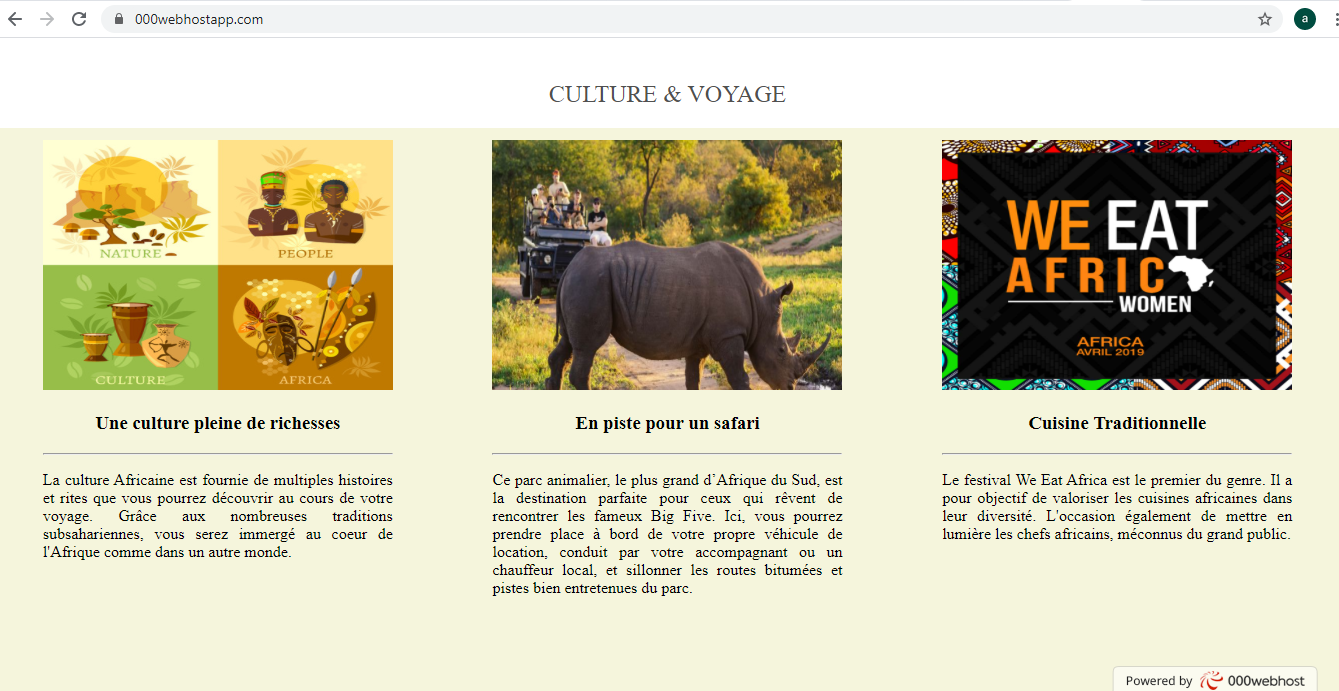 000webhostapp.com
a
CULTURE & VOYAGE
NATURE
PEOPLE
CULTURE
AFRICA
WE EAT
AFRIC
WOMEN
AFRICA
AVRIL 2019
Une culture pleine de richesses
La culture Africaine est fournie de multiples histoires
et rites que vous pourrez découvrir au cours de votre
voyage. Grâce aux nombreuses traditions
subsahariennes, vous serez immergé au coeur de
l'Afrique comme dans un autre monde.
En piste pour un safari
Ce parc animalier, le plus grand d’Afrique du Sud, est
la destination parfaite pour ceux qui rêvent de
rencontrer les fameux Big Five. Ici, vous pourrez
prendre place à bord de votre propre véhicule de
location, conduit par votre accompagnant ou un
chauffeur local, et sillonner les routes bitumées et
pistes bien entretenues du parc.
Cuisine Traditionnelle
Le festival We Eat Africa est le premier du genre. Il a
pour objectif de valoriser les cuisines africaines dans
leur diversité. L'occasion également de mettre en
lumière les chefs africains, méconnus du grand public.
Powered by 000webhost